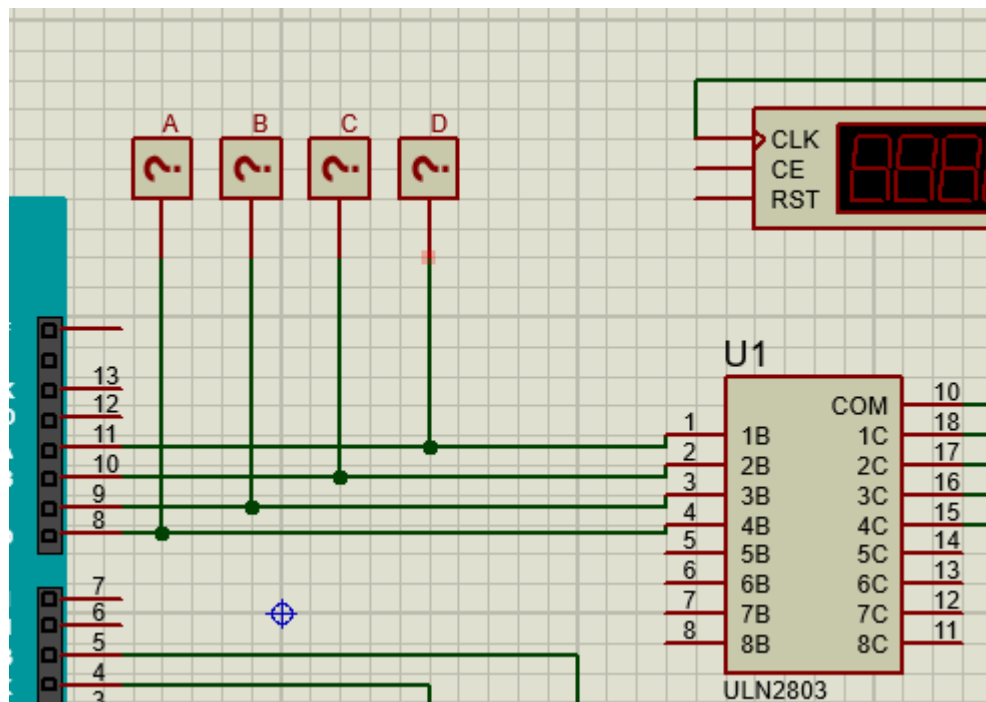 A B C D
? ? ? ?
CLK
CE
RST
U1
13
12
11
10
9
8
7
6
5
4
3
1 1B
2 2B
3 3B
4 4B
5 5B
6 6B
7 7B
8 8B
COM 10
1C 18
2C 17
3C 16
4C 15
5C 14
6C 13
7C 12
8C 11
ULN2803